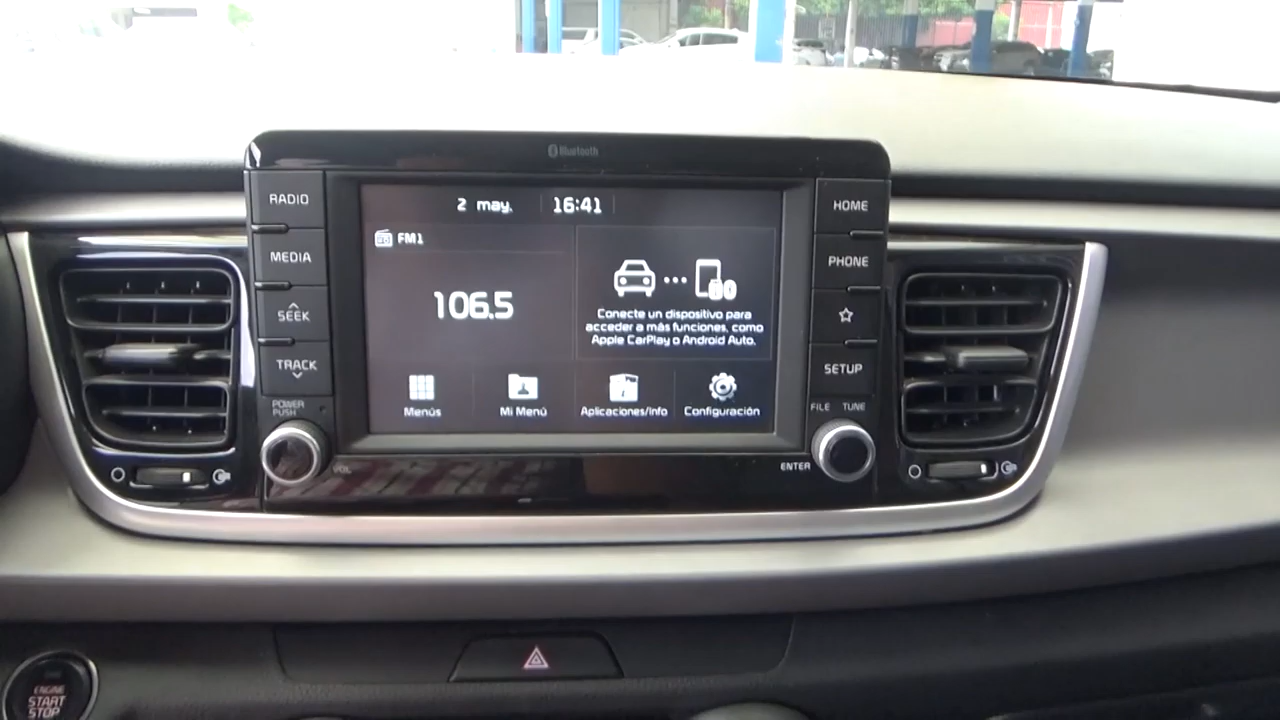 Bluetooth
RADIO
MEDIA
SEEK
TRACK
POWER
PUSH
VOL
2 may. 16:41
FM1
106.5
Conecte un dispositivo para
acceder a más funciones, como
Apple CarPlay o Android Auto.
Menús
Mi Menú
Aplicaciones/Info
Configuración
HOME
PHONE
SETUP
FILE TUNE
ENTER
ENGINE
START
STOP